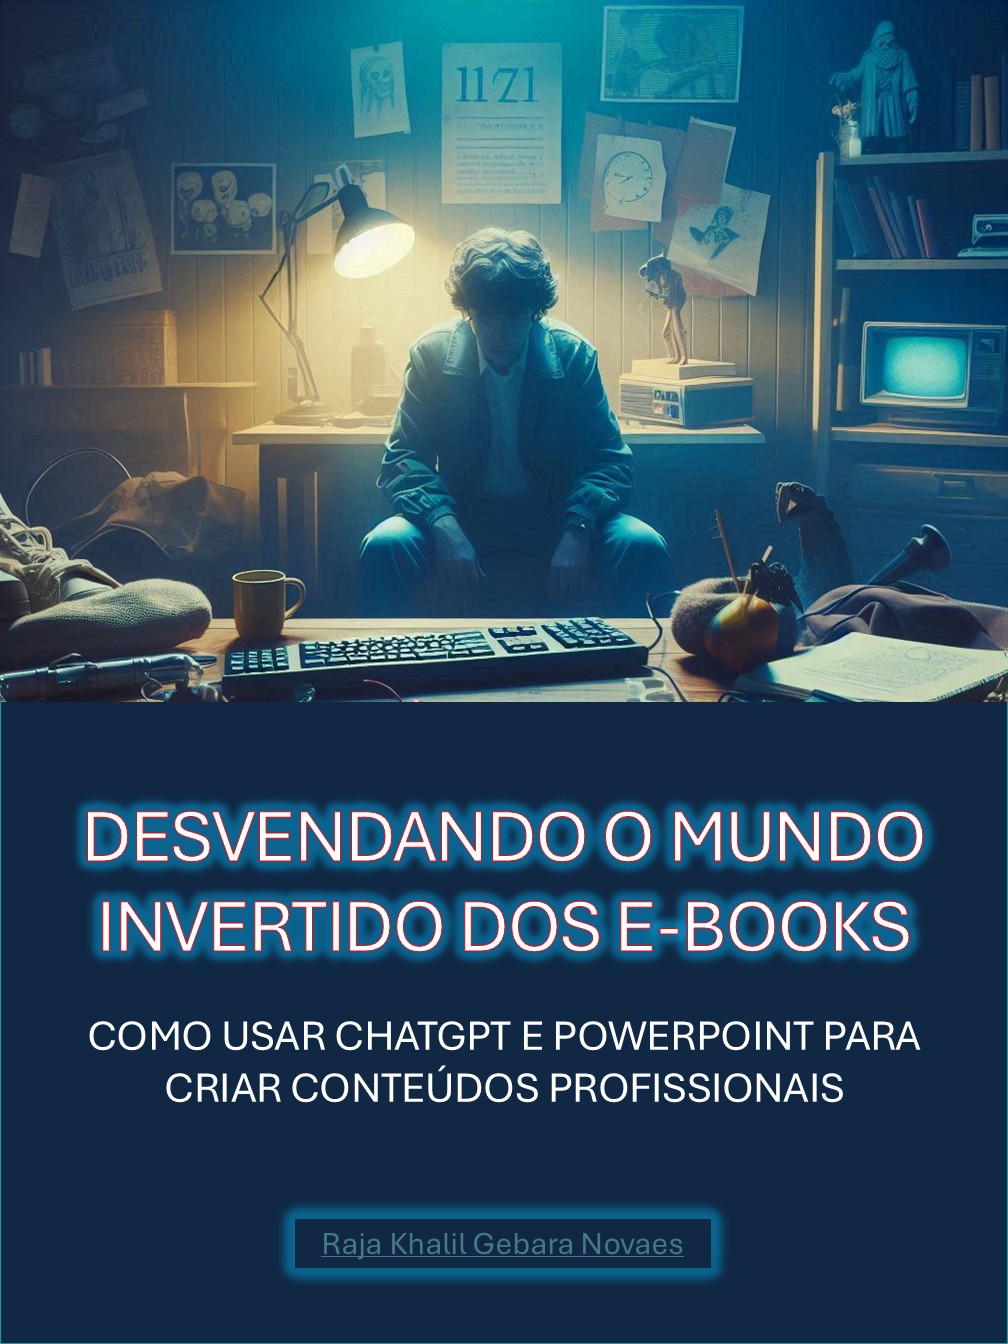 1171
DESVENDANDO O MUNDO
INVERTIDO DOS E-BOOKS
COMO USAR CHATGPT E POWERPOINT PARA
CRIAR CONTEÚDOS PROFISSIONAIS
Raja Khalil Gebara Novaes